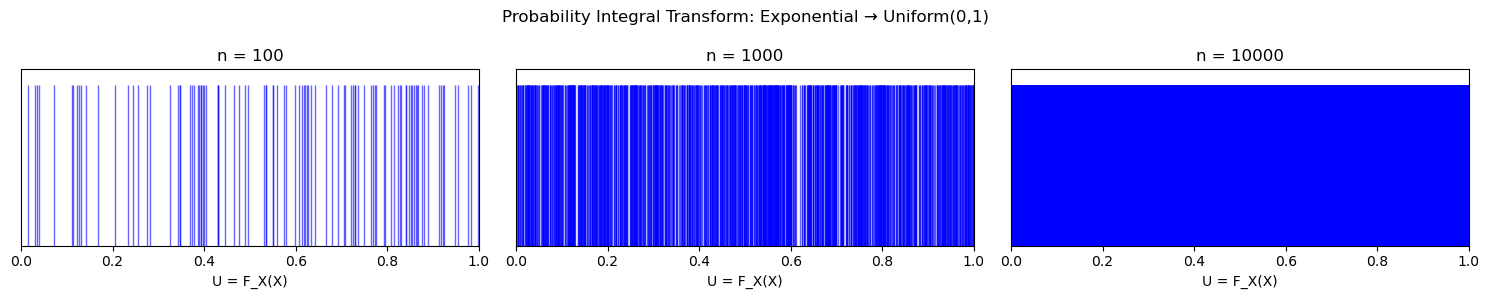 Probability Integral Transform: Exponential → Uniform(0,1)
n = 100
0.0 0.2 0.4 0.6 0.8 1.0
U = F_X(X)
n = 1000
0.0 0.2 0.4 0.6 0.8 1.0
U = F_X(X)
n = 10000
0.0 0.2 0.4 0.6 0.8 1.0
U = F_X(X)